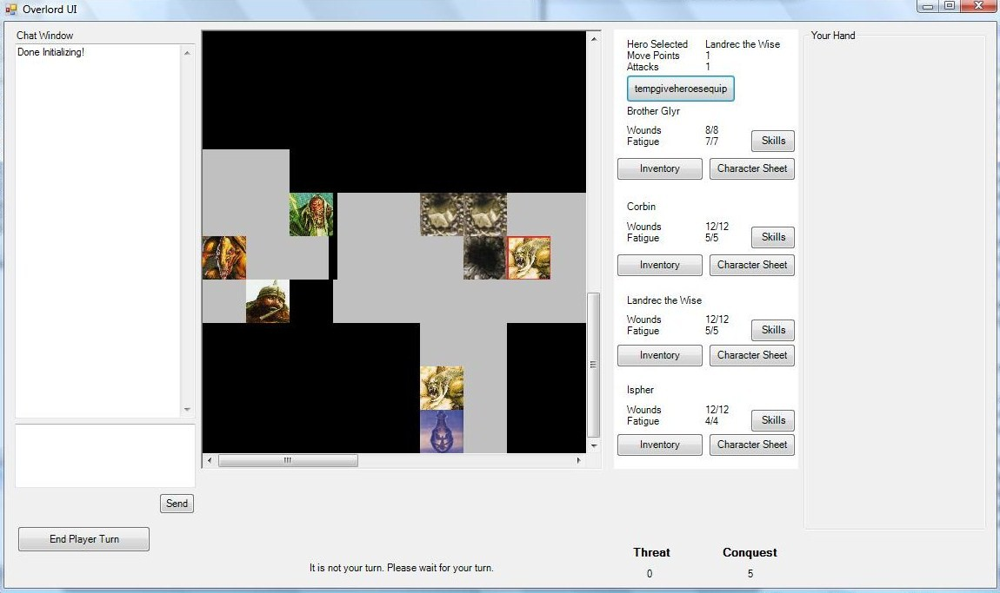 Overlord UI
Chat Window
Done Initializing!
Send
End Player Turn
It is not your turn. Please wait for your turn.
Hero Selected Landrec the Wise
Move Points 1
Attacks 1
tempgiveheroesequip
Brother Glyr
Wounds 8/8
Fatigue 7/7
Skills
Inventory Character Sheet
Corbin
Wounds 12/12
Fatigue 5/5
Skills
Inventory Character Sheet
Landrec the Wise
Wounds 12/12
Fatigue 5/5
Skills
Inventory Character Sheet
Ispher
Wounds 12/12
Fatigue 4/4
Skills
Inventory Character Sheet
Threat Conquest
0 5
Your Hand